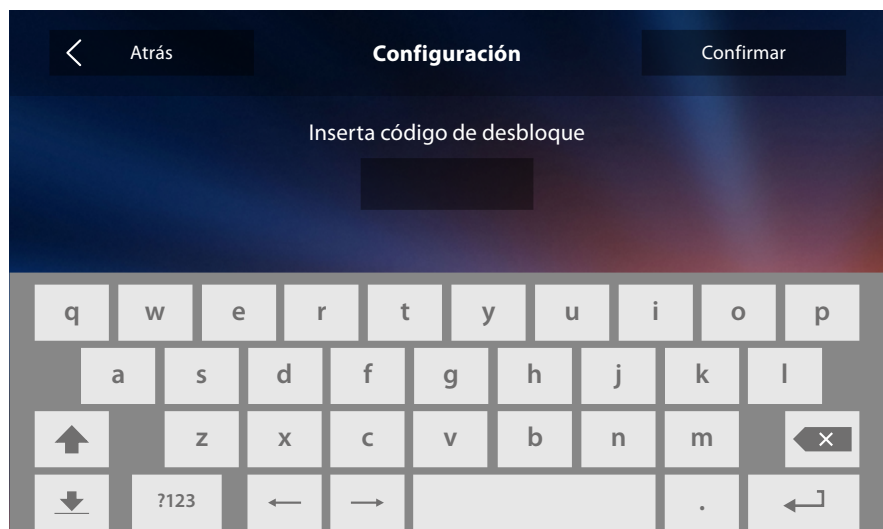 Atrás Configuración Confirmar
Inserta código de desbloque
q w e r t y u i o p
a s d f g h j k l
z x c v b n m
?123 .